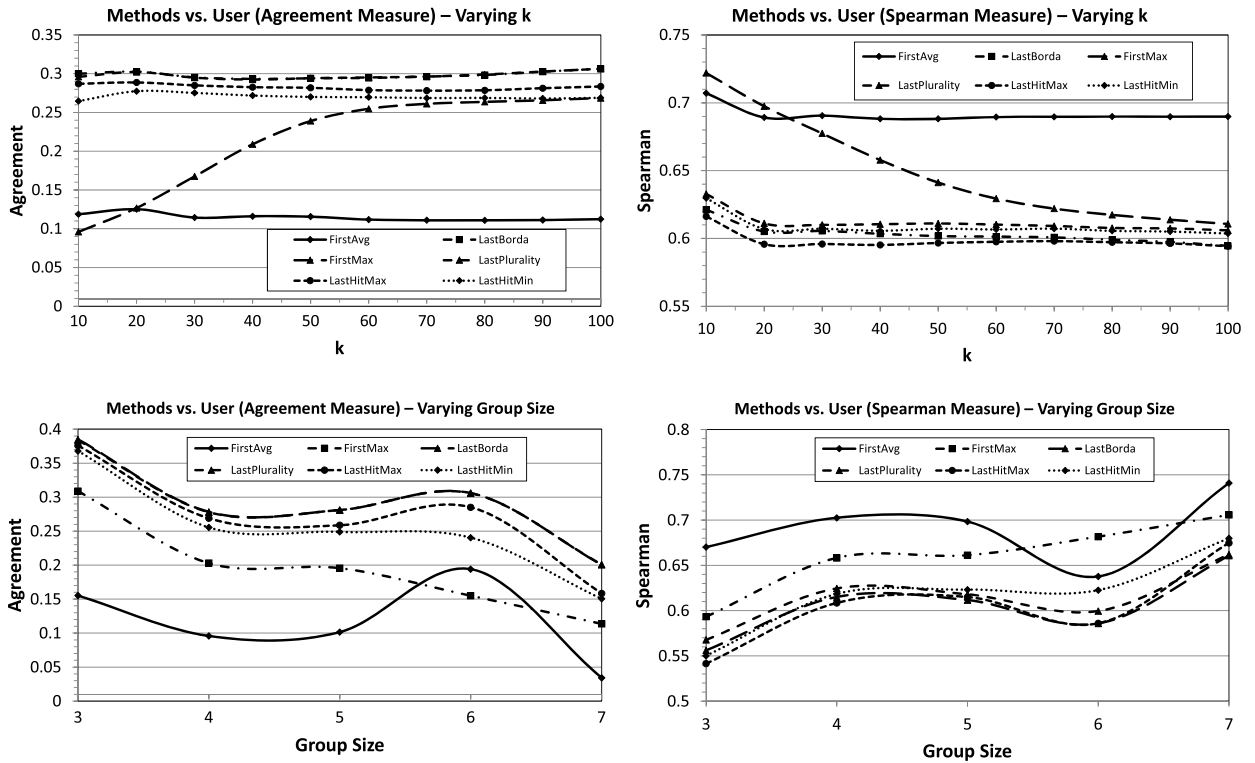 Methods vs. User (Agreement Measure) – Varying k
0.35
0.3
0.25
0.2
0.15
0.1
0.05
0
Agreement
FirstAvg LastBorda
FirstMax LastPlurality
LastHitMax LastHitMin
10 20 30 40 50 60 70 80 90 100
k
Methods vs. User (Spearman Measure) – Varying k
0.75
0.7
0.65
0.6
0.55
Spearman
FirstAvg LastBorda FirstMax
LastPlurality LastHitMax LastHitMin
10 20 30 40 50 60 70 80 90 100
k
Methods vs. User (Agreement Measure) – Varying Group Size
0.4
0.35
0.3
0.25
0.2
0.15
0.1
0.05
0
Agreement
FirstAvg FirstMax LastBorda
LastPlurality LastHitMax LastHitMin
3 4 5 6 7
Group Size
Methods vs. User (Spearman Measure) – Varying Group Size
0.8
0.75
0.7
0.65
0.6
0.55
0.5
Spearman
FirstAvg FirstMax LastBorda
LastPlurality LastHitMax LastHitMin
3 4 5 6 7
Group Size